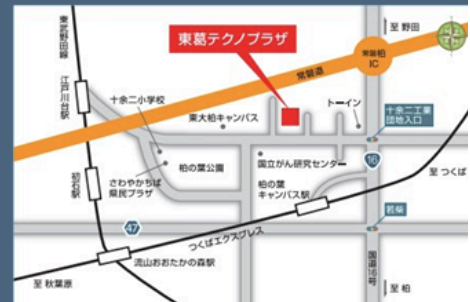 東武野田線
江戸川台駅
初石駅
十余二小学校
東葛テクノプラザ
東大柏キャンパス
常磐道
トーイン
常磐柏
IC
至 野田
十余二工業
団地入口
16
柏の葉公園
国立がん研究センター
さわやかちば
県民プラザ
柏の葉
キャンパス駅
至 つくば
若柴
47
つくばエクスプレス
流山おおたかの森駅
国道16号
至 秋葉原
至 柏